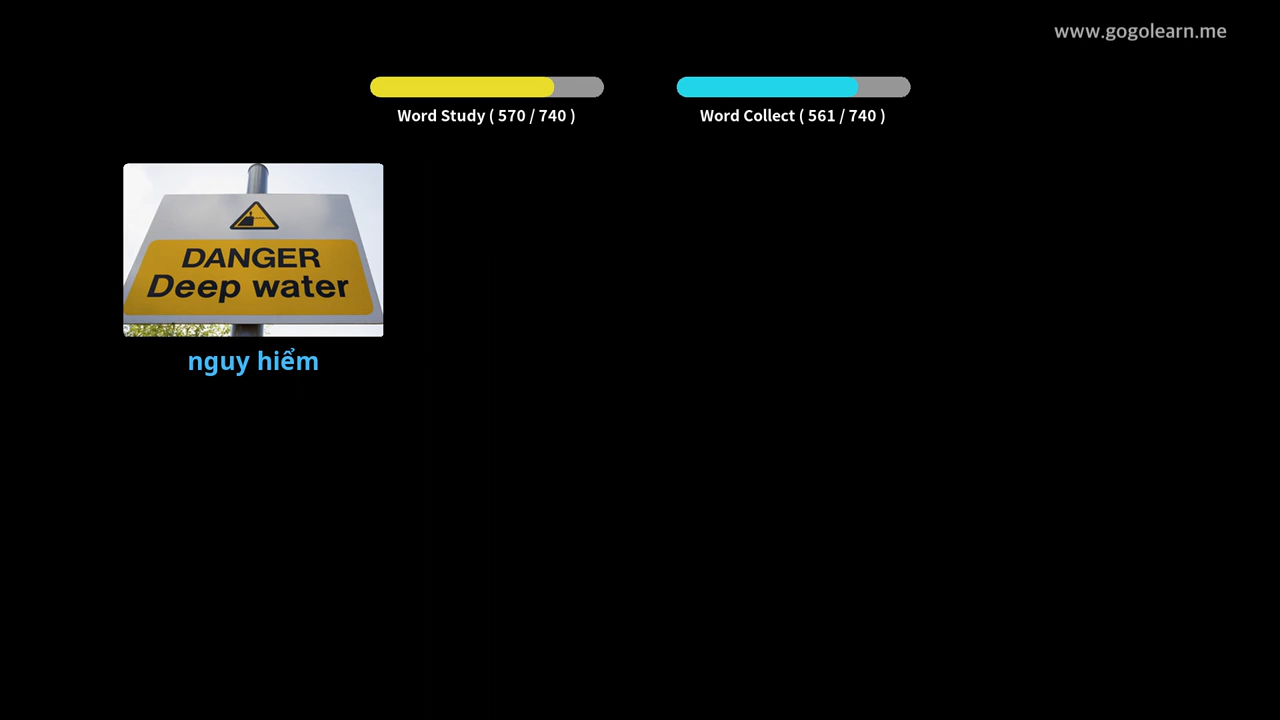 www.gogolearn.me
Word Study ( 570 / 740 )
Word Collect ( 561 / 740 )
DANGER
Deep water
nguy hiểm